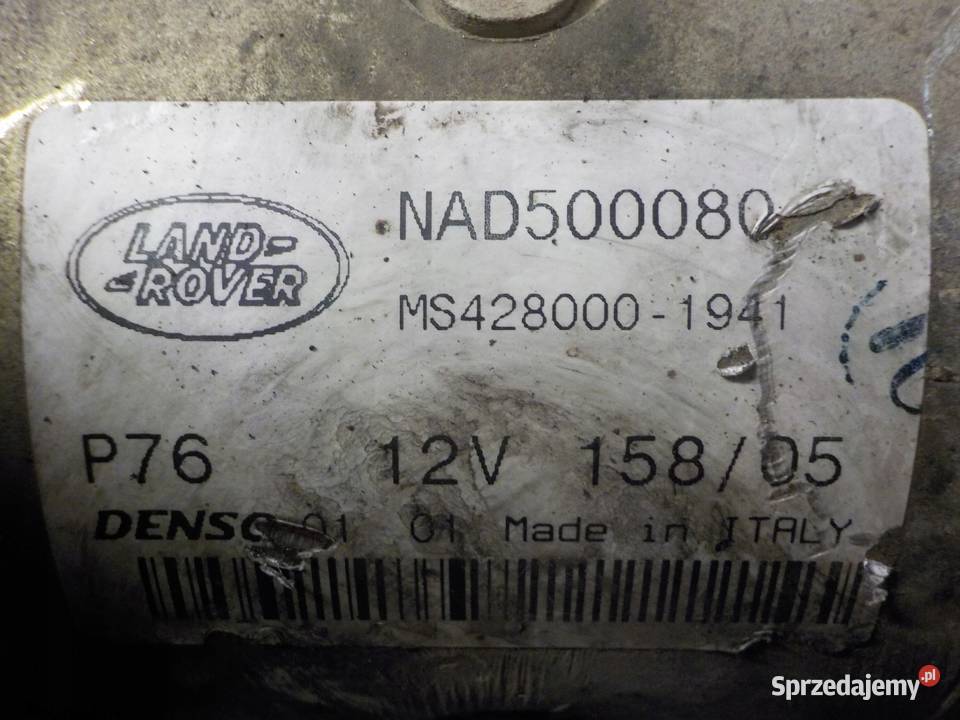 LAND-
-ROVER
NAD500080
MS428000-1941
P76 12V 158/05
DENSO 01 01 Made in ITALY
Sprzedajemy.pl